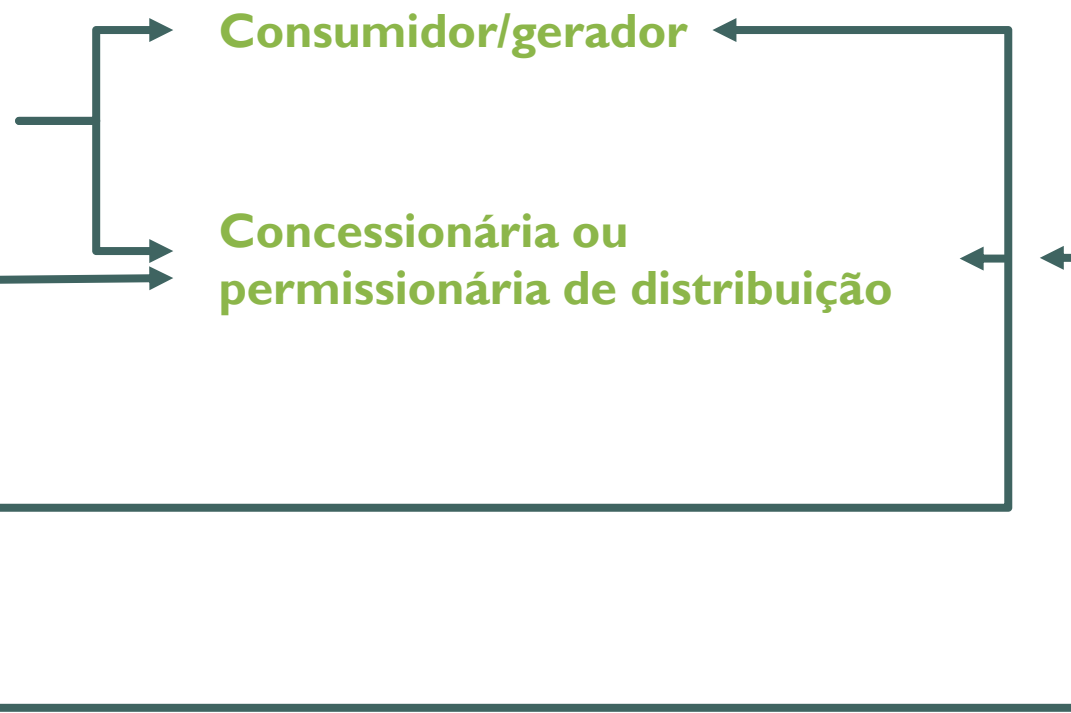 Consumidor/gerador
Concessionária ou
permissionária de distribuição